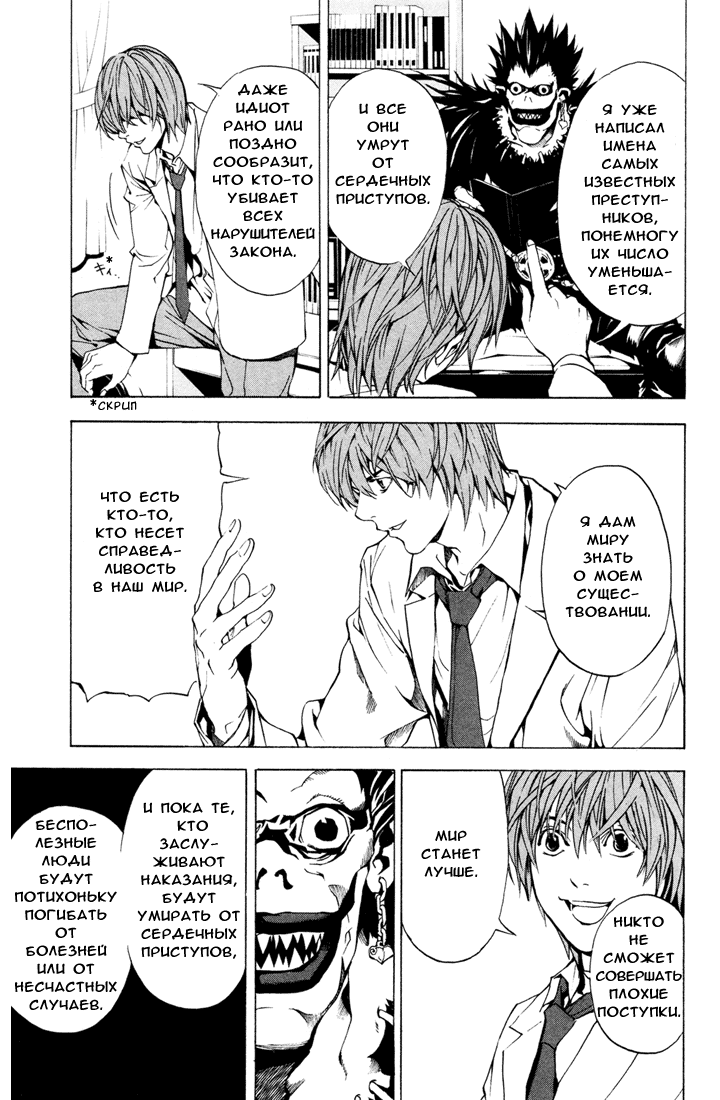 Я УЖЕ
НАПИСАЛ
ИМЕНА
САМЫХ
ИЗВЕСТНЫХ
ПРЕСТУП-
НИКОВ,
ПОНЕМНОГУ
ИХ ЧИСЛО
УМЕНЬША-
ЕТСЯ.
И ВСЕ
ОНИ
УМРУТ
ОТ
СЕРДЕЧНЫХ
ПРИСТУПОВ.
ДАЖЕ
ИДИОТ
РАНО ИЛИ
ПОЗДНО
СООБРАЗИТ,
ЧТО КТО-ТО
УБИВАЕТ
ВСЕХ
НАРУШИТЕЛЕЙ
ЗАКОНА.
*
キィ
*СКРИП
Я ДАМ
МИРУ
ЗНАТЬ
О МОЕМ
СУЩЕС-
ТВОВАНИИ.
ЧТО ЕСТЬ
КТО-ТО,
КТО НЕСЕТ
СПРАВЕД-
ЛИВОСТЬ
В НАШ МИР.
НИКТО
НЕ
СМОЖЕТ
СОВЕРШАТЬ
ПЛОХИЕ
ПОСТУПКИ.
МИР
СТАНЕТ
ЛУЧШЕ.
И ПОКА ТЕ,
КТО
ЗАСЛУ-
ЖИВАЮТ
НАКАЗАНИЯ,
БУДУТ
УМИРАТЬ ОТ
СЕРДЕЧНЫХ
ПРИСТУПОВ,
БЕСПО-
ЛЕЗНЫЕ
ЛЮДИ
БУДУТ
ПОТИХОНЬКУ
ПОГИБАТЬ
ОТ
БОЛЕЗНЕЙ
ИЛИ ОТ
НЕСЧАСТНЫХ
СЛУЧАЕВ.